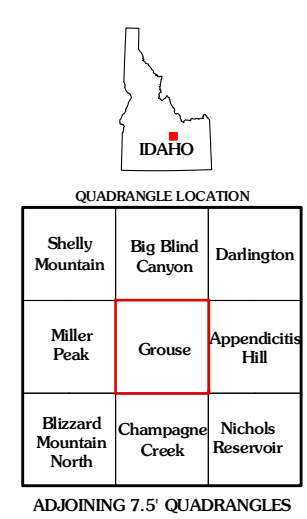 IDAHO
QUADRANGLE LOCATION
Shelly
Mountain
Big Blind
Canyon
Darlington
Miller
Peak
Grouse
Appendicitis
Hill
Blizzard
Mountain
North
Champagne
Creek
Nichols
Reservoir
ADJOINING 7.5' QUADRANGLES